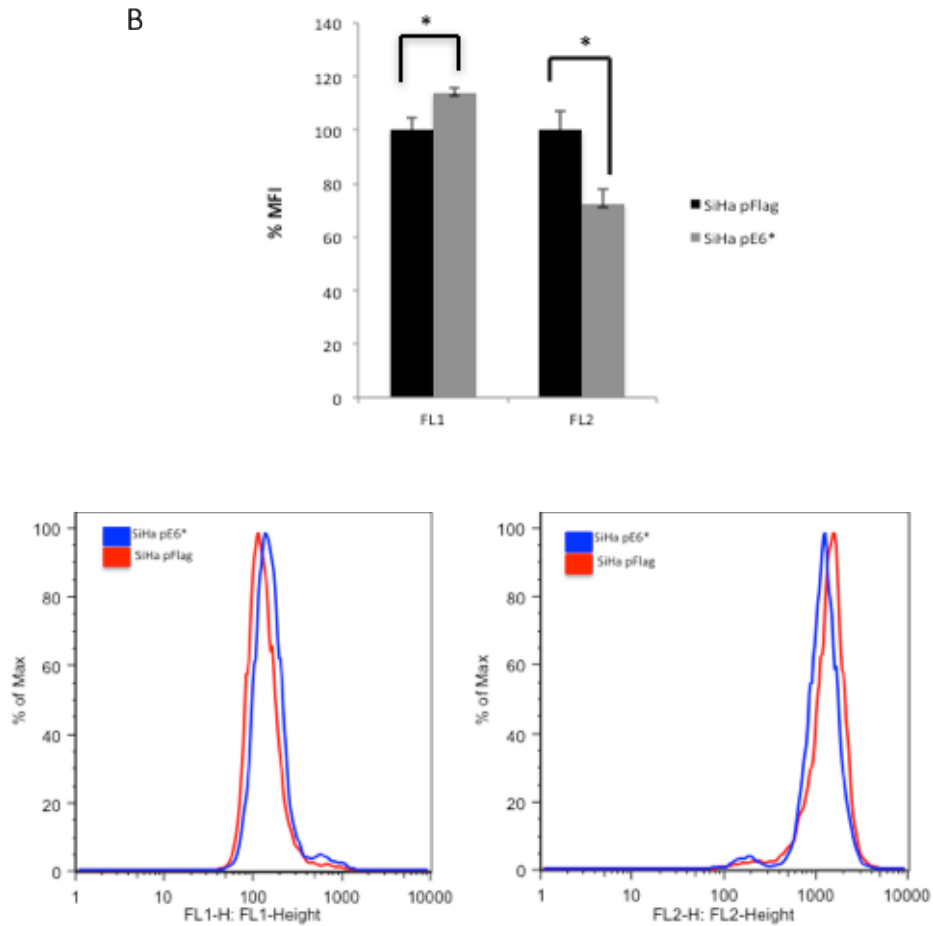 B
*
*
140
120
100
80
60
40
20
0
% MFI
FL1
FL2
SiHa pFlag
SiHa pE6*
100
80
60
40
20
0
% of Max
SiHa pE6*
SiHa pFlag
1
10
100
1000
10000
FL1-H: FL1-Height
100
80
60
40
20
0
% of Max
SiHa pE6*
SiHa pFlag
1
10
100
1000
10000
FL2-H: FL2-Height